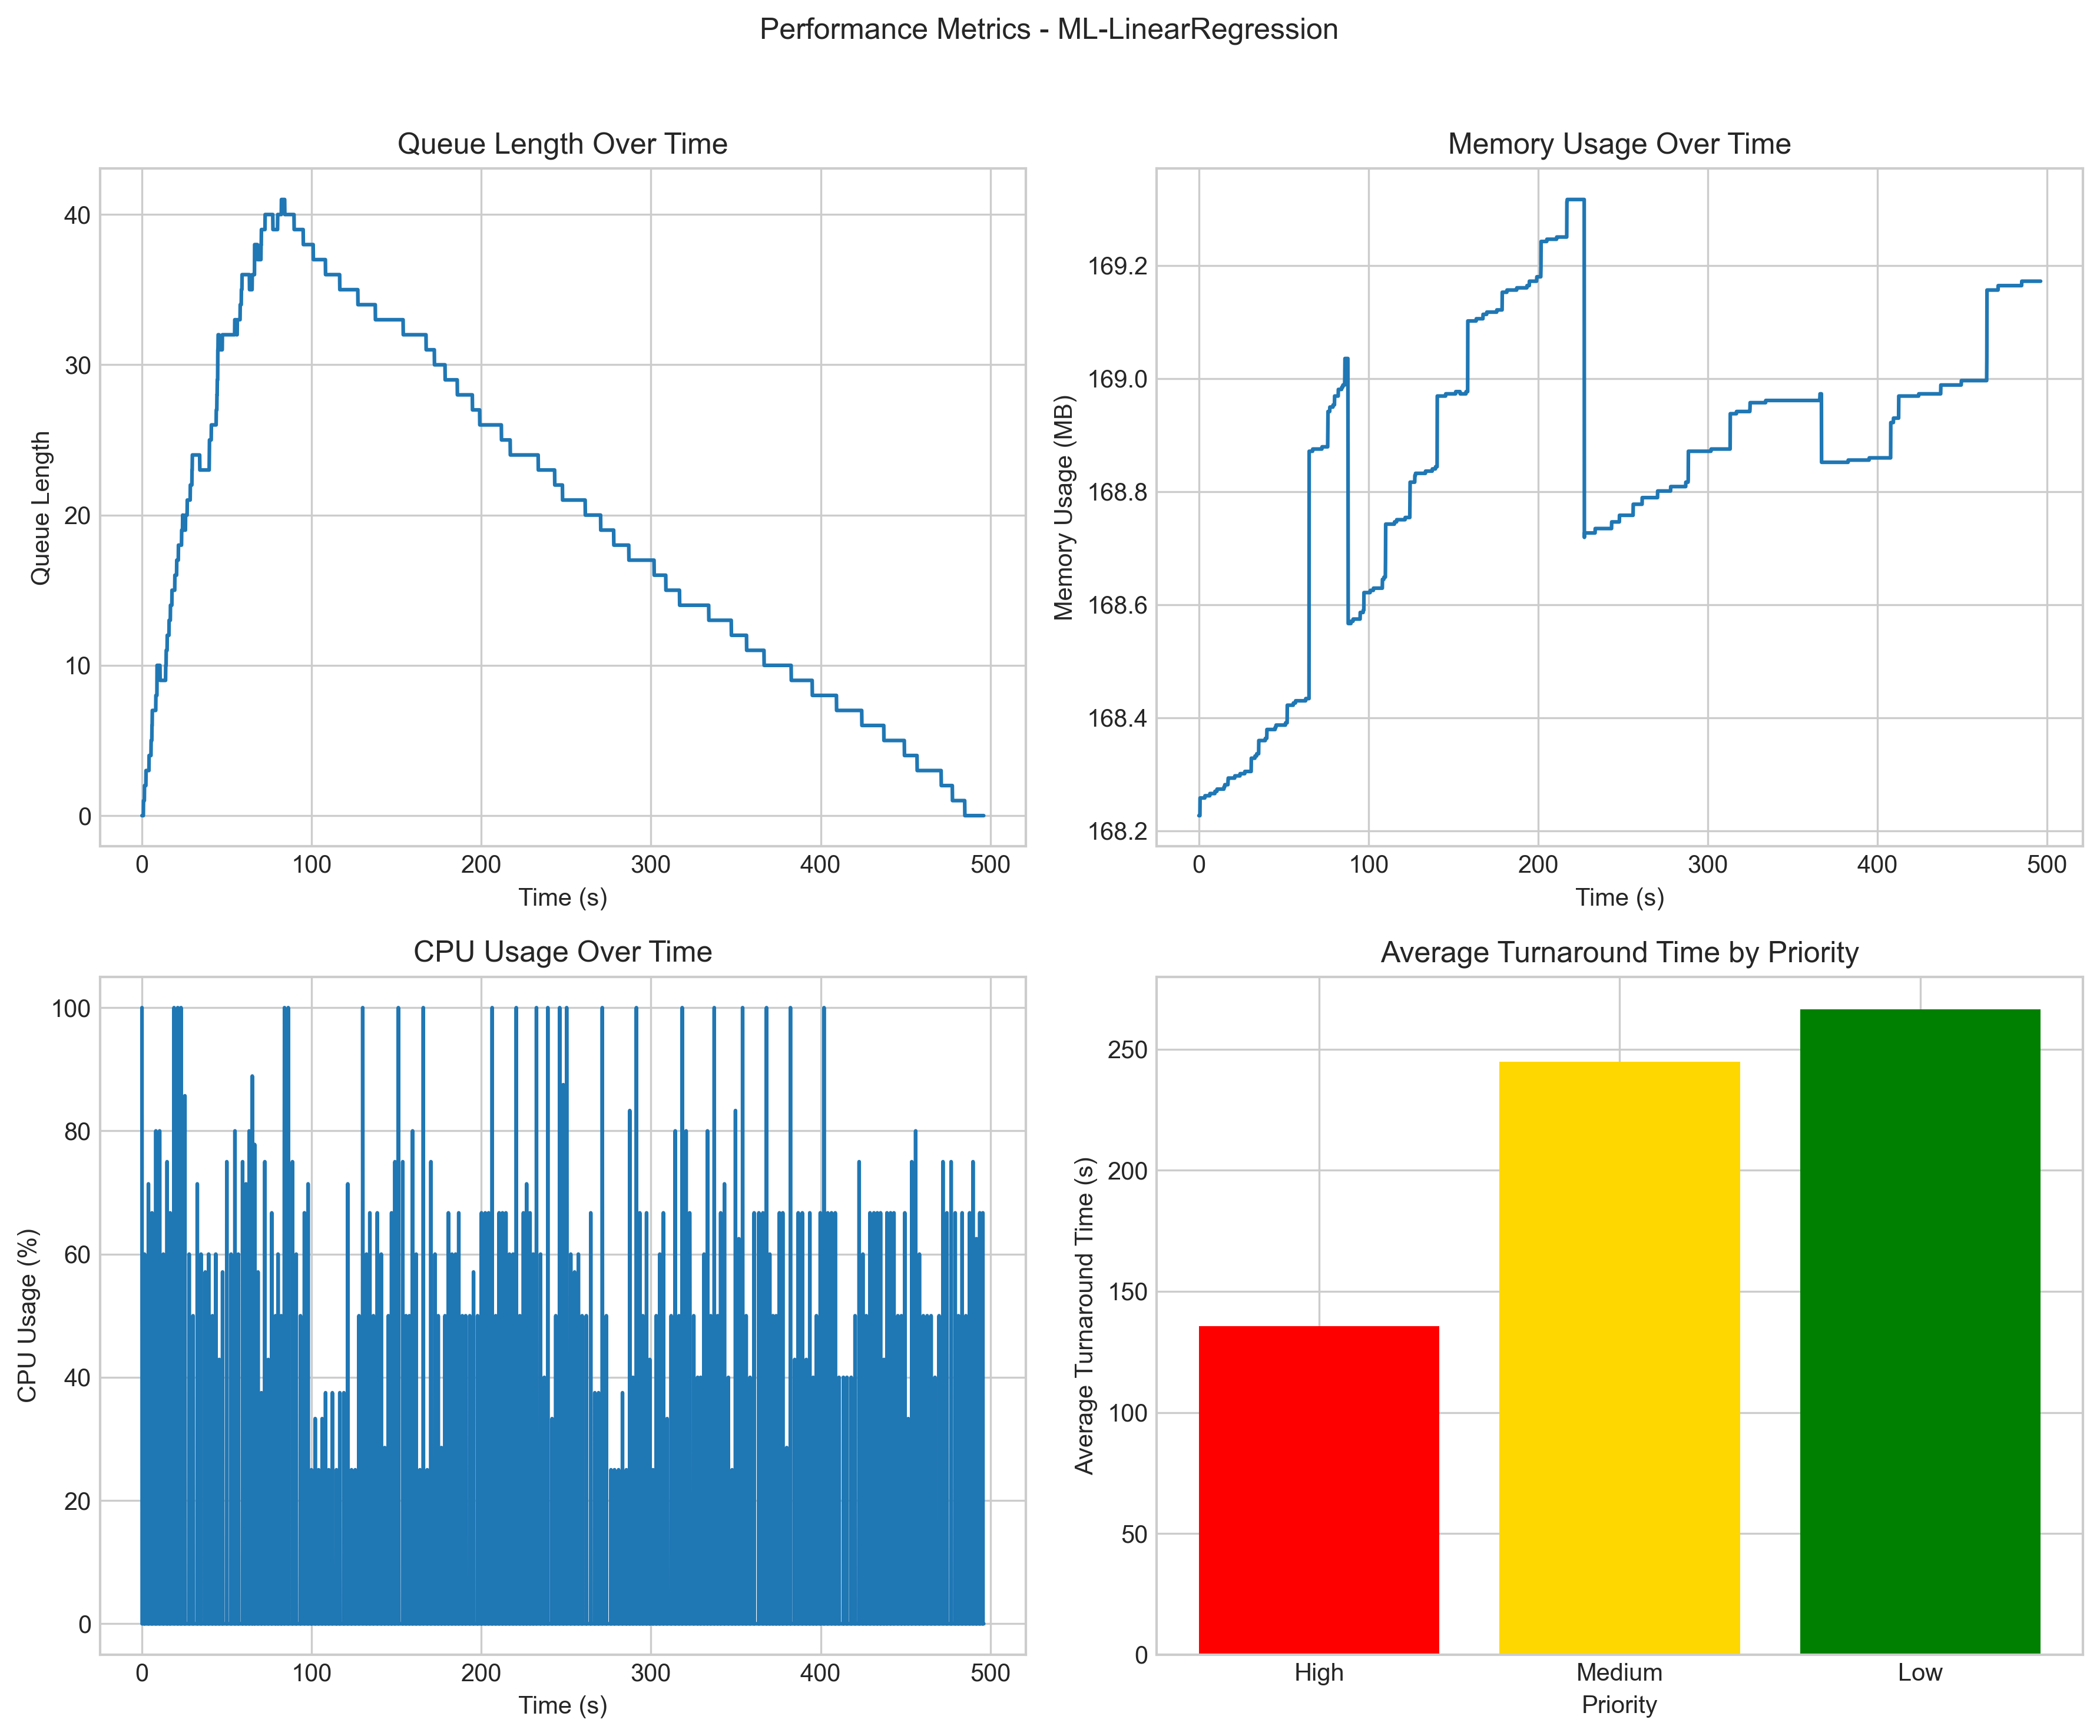 Performance Metrics - ML-LinearRegression
Queue Length Over Time
Queue Length
40
30
20
10
0
0 100 200 300 400 500
Time (s)
Memory Usage Over Time
Memory Usage (MB)
169.2
169.0
168.8
168.6
168.4
168.2
0 100 200 300 400 500
Time (s)
CPU Usage Over Time
CPU Usage (%)
100
80
60
40
20
0
0 100 200 300 400 500
Time (s)
Average Turnaround Time by Priority
Average Turnaround Time (s)
250
200
150
100
50
0
High Medium Low
Priority